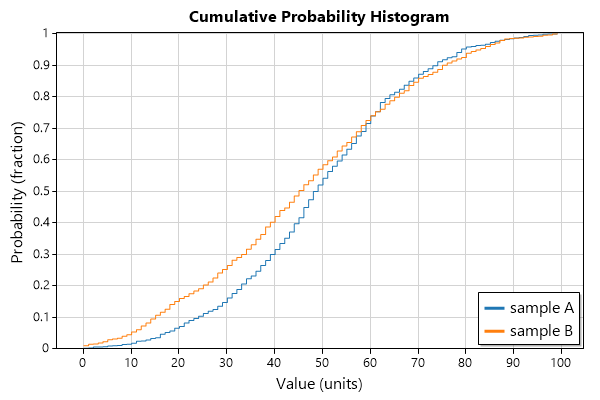 Cumulative Probability Histogram
Probability (fraction)
1
0.9
0.8
0.7
0.6
0.5
0.4
0.3
0.2
0.1
0
0 10 20 30 40 50 60 70 80 90 100
Value (units)
sample A
sample B